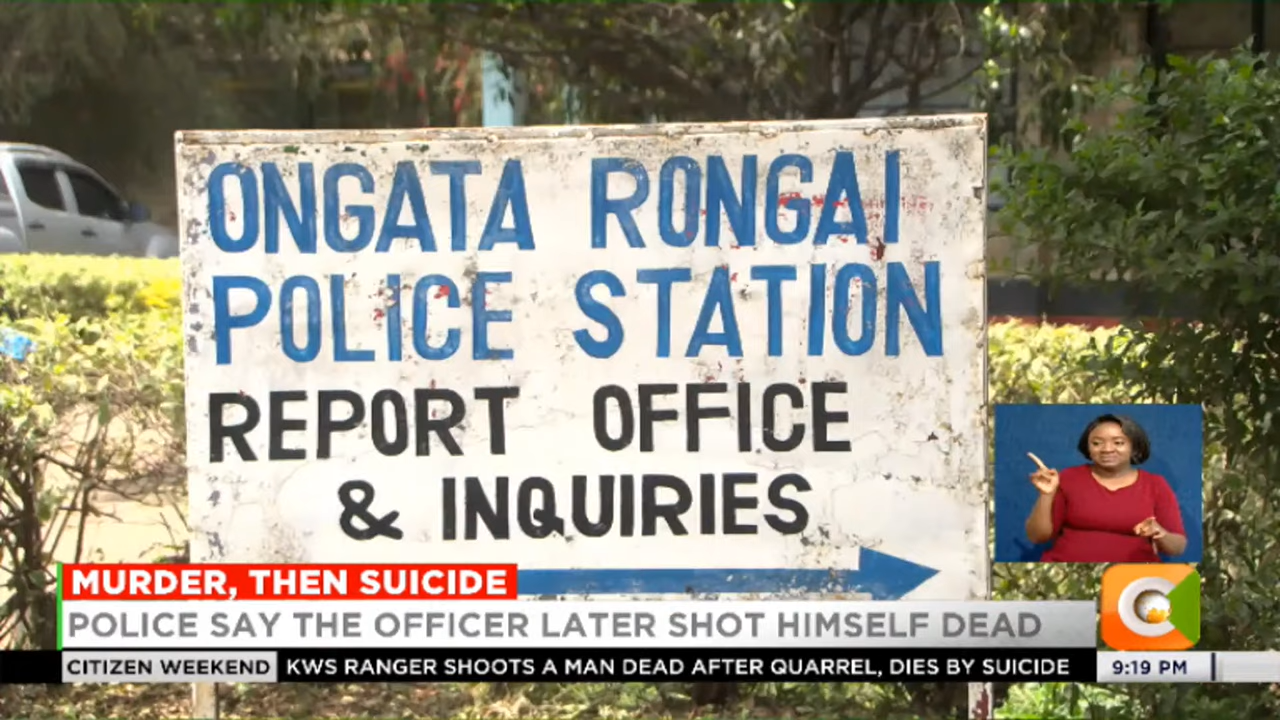 ONGATA RONGAI
POLICE STATION
REPORT OFFICE
& INQUIRIES
MURDER, THEN SUICIDE
POLICE SAY THE OFFICER LATER SHOT HIMSELF DEAD
CITIZEN WEEKEND KWS RANGER SHOOTS A MAN DEAD AFTER QUARREL, DIES BY SUICIDE 9:19 PM